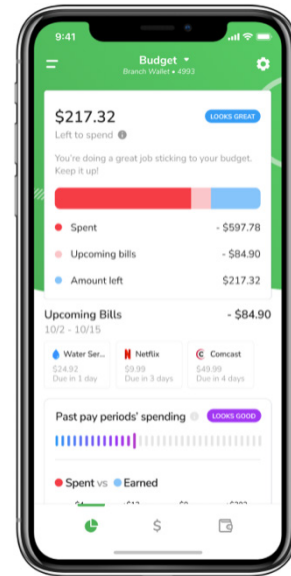 9:41
Budget
Branch Wallet • 4993
$217.32
LOOKS GREAT
Left to spend
You're doing a great job sticking to your budget.
Keep it up!
Spent - $597.78
Upcoming bills - $84.90
Amount left $217.32
Upcoming Bills - $84.90
10/2 - 10/15
Water Ser... Netflix Comcast
$24.92 $9.99 $49.99
Due in 1 day Due in 3 days Due in 4 days
Past pay periods' spending LOOKS GOOD
Spent vs Earned
$